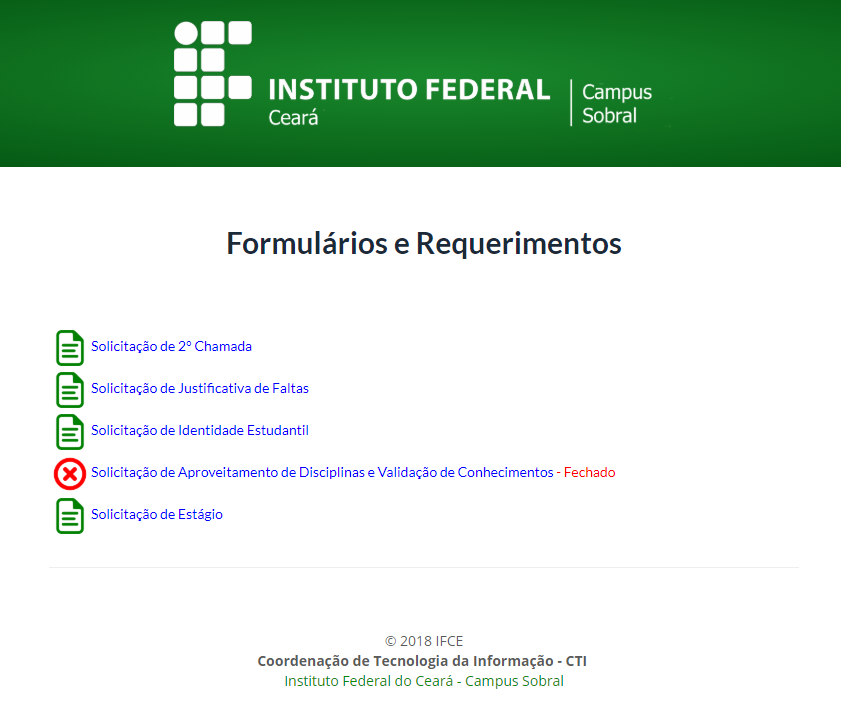 INSTITUTO FEDERAL
Ceará
Campus
Sobral
Formulários e Requerimentos
Solicitação de 2º Chamada
Solicitação de Justificativa de Faltas
Solicitação de Identidade Estudantil
Solicitação de Aproveitamento de Disciplinas e Validação de Conhecimentos - Fechado
Solicitação de Estágio
© 2018 IFCE
Coordenação de Tecnologia da Informação - CTI
Instituto Federal do Ceará - Campus Sobral